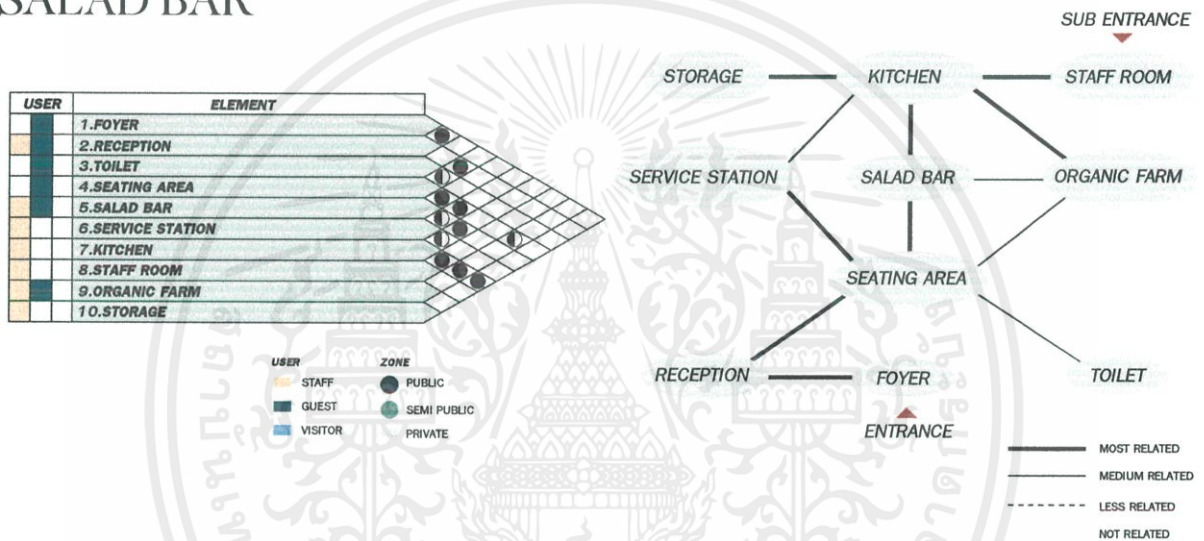 SALAD BAR
USER ELEMENT
1.FOYER
2.RECEPTION
3.TOILET
4.SEATING AREA
5.SALAD BAR
6.SERVICE STATION
7.KITCHEN
8.STAFF ROOM
9.ORGANIC FARM
10.STORAGE
USER ZONE
STAFF PUBLIC
GUEST SEMI PUBLIC
VISITOR PRIVATE
SUB ENTRANCE
STORAGE KITCHEN STAFF ROOM
SERVICE STATION SALAD BAR ORGANIC FARM
SEATING AREA
RECEPTION FOYER TOILET
ENTRANCE
MOST RELATED
MEDIUM RELATED
LESS RELATED
NOT RELATED